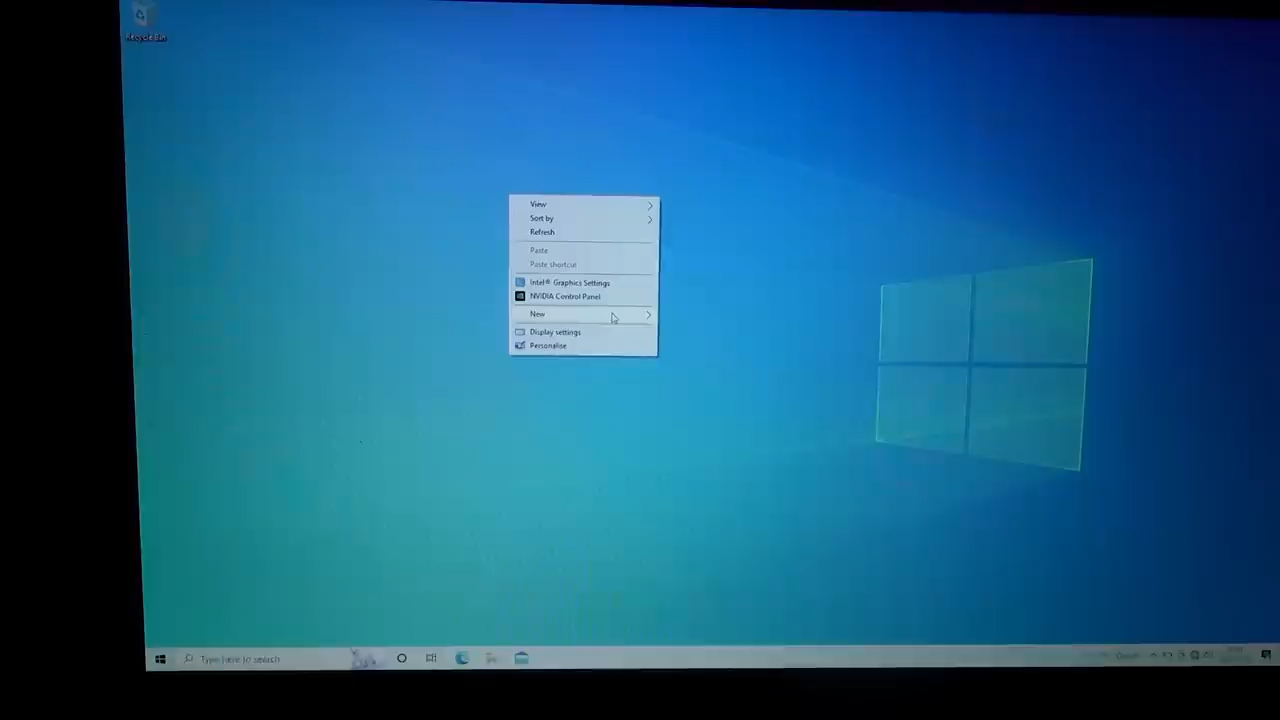 Recycle Bin
View
Sort by
Refresh
Paste
Paste shortcut
Intel® Graphics Settings
NVIDIA Control Panel
New
Display settings
Personalise
Type here to search